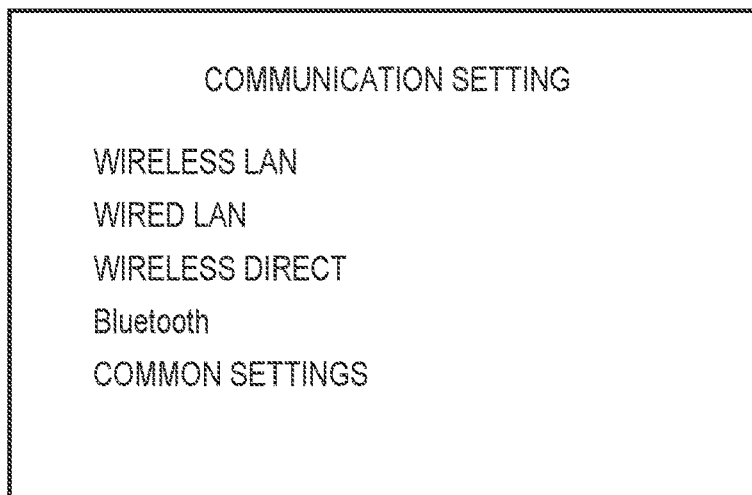 COMMUNICATION SETTING
WIRELESS LAN
WIRED LAN
WIRELESS DIRECT
Bluetooth
COMMON SETTINGS